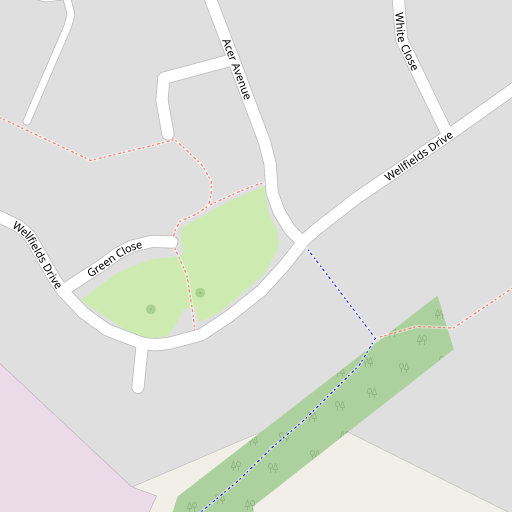 Acer Avenue
White Close
Wellfields Drive
Wellfields Drive
Green Close